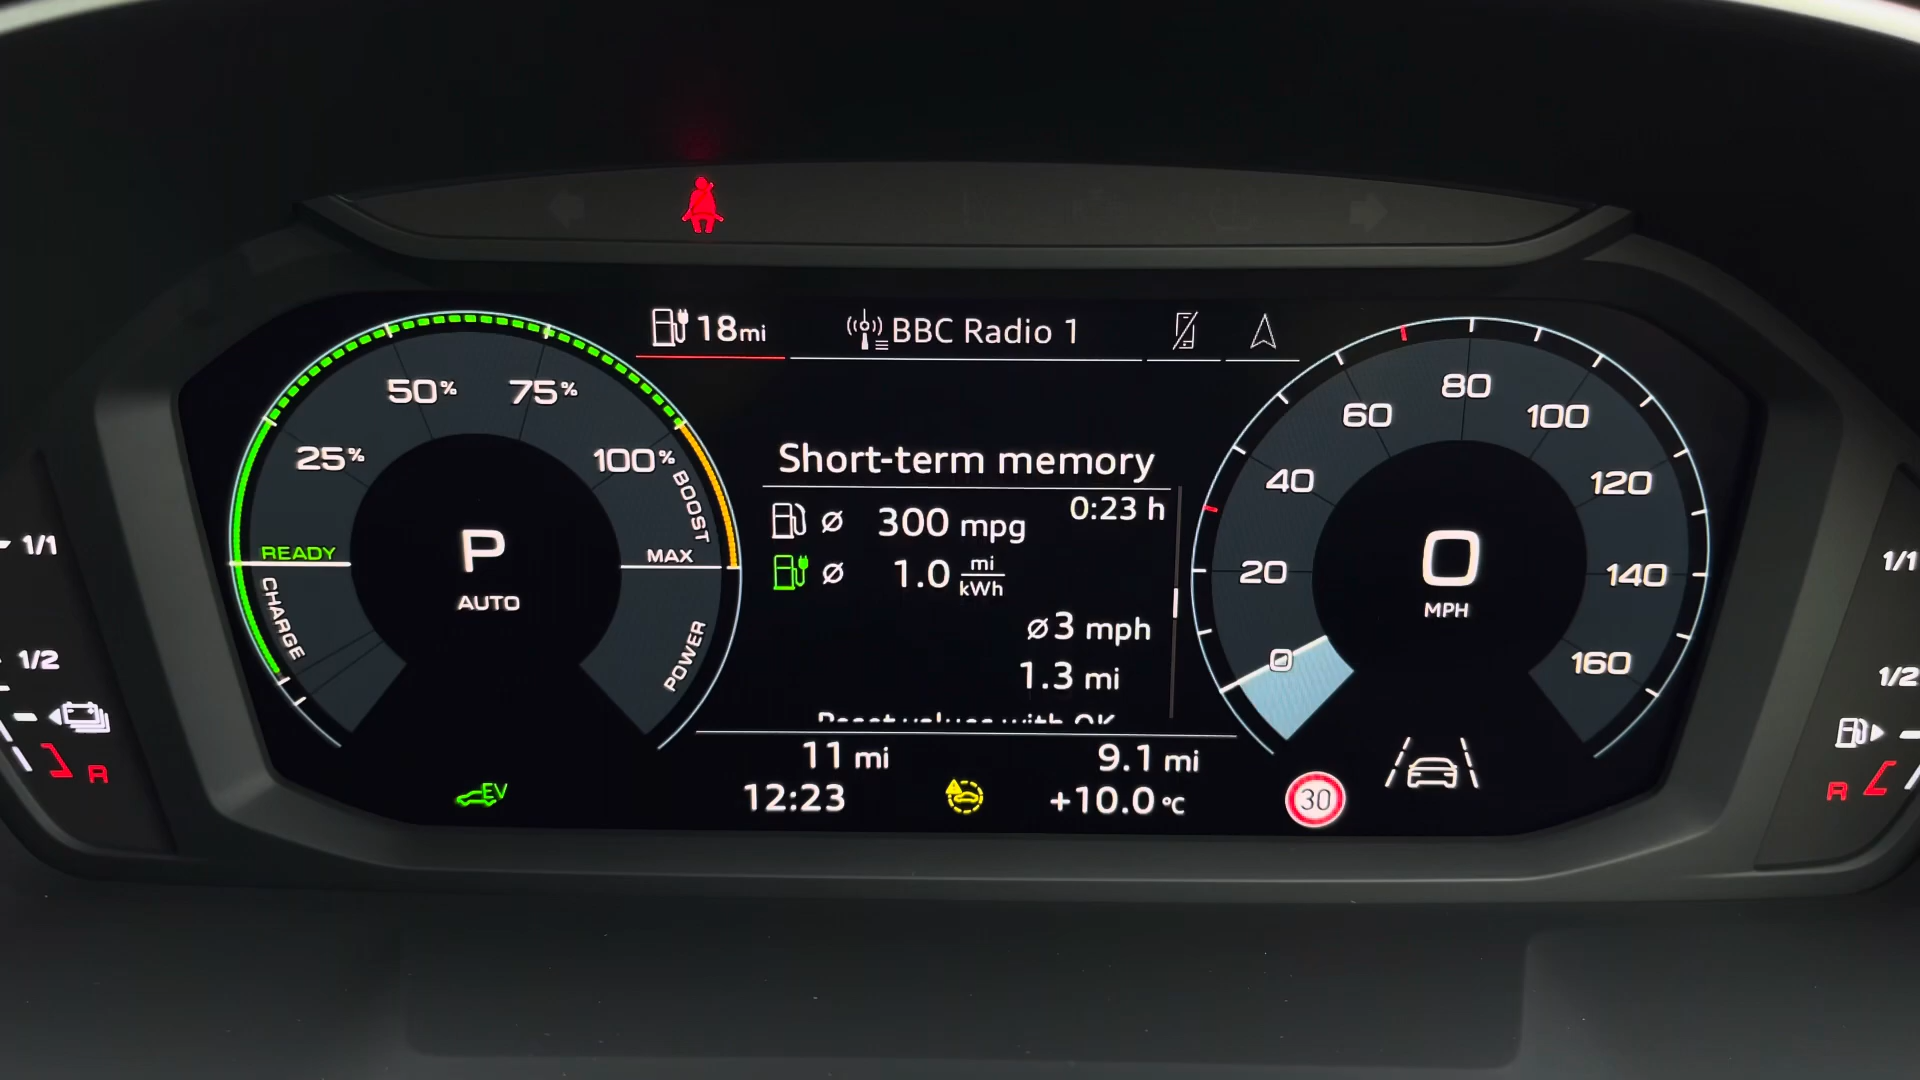 18mi
BBC Radio 1
25%
50%
75%
100%
BOOST
READY
MAX
CHARGE
POWER
P
AUTO
Short-term memory
0:23 h
ø 300 mpg
ø 1.0 mi/kWh
ø3 mph
1.3 mi
Reset values with OK
11 mi
9.1 mi
EV
12:23
+10.0 °C
30
0
20
40
60
80
100
120
140
160
0
MPH
1/1
1/2
R
1/1
1/2
R